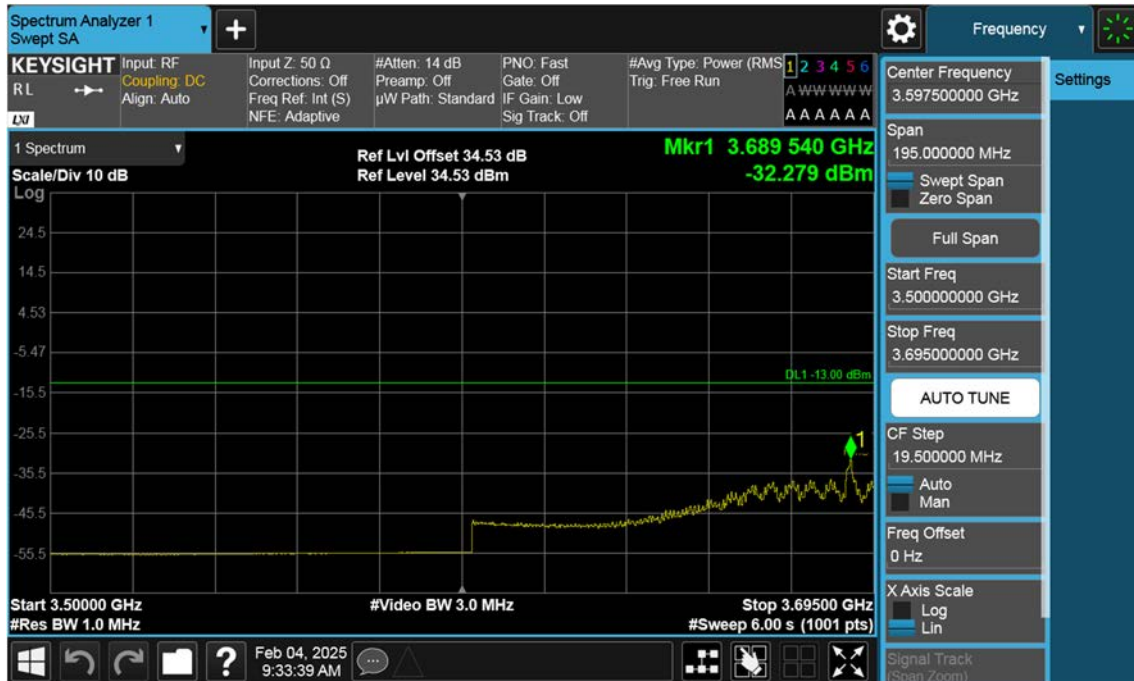 Spectrum Analyzer 1
Swept SA
+
Frequency
KEYSIGHT
RL
LXI
Input: RF
Coupling: DC
Align: Auto
Input Z: 50 Ω
Corrections: Off
Freq Ref: Int (S)
NFE: Adaptive
#Atten: 14 dB
Preamp: Off
µW Path: Standard
PNO: Fast
Gate: Off
IF Gain: Low
Sig Track: Off
#Avg Type: Power (RMS
Trig: Free Run
1 2 3 4 5 6
A W W W W W
A A A A A A
1 Spectrum
Scale/Div 10 dB
Ref Lvl Offset 34.53 dB
Ref Level 34.53 dBm
Mkr1 3.689 540 GHz
-32.279 dBm
Log
24.5
14.5
4.53
-5.47
DL1 -13.00 dBm
-15.5
-25.5
1
-35.5
-45.5
-55.5
Start 3.50000 GHz
#Video BW 3.0 MHz
Stop 3.69500 GHz
#Res BW 1.0 MHz
#Sweep 6.00 s (1001 pts)
Center Frequency
3.597500000 GHz
Settings
Span
195.000000 MHz
Swept Span
Zero Span
Full Span
Start Freq
3.500000000 GHz
Stop Freq
3.695000000 GHz
AUTO TUNE
CF Step
19.500000 MHz
Auto
Man
Freq Offset
0 Hz
X Axis Scale
Log
Lin
Signal Track
(Span Zoom)
?
Feb 04, 2025
9:33:39 AM